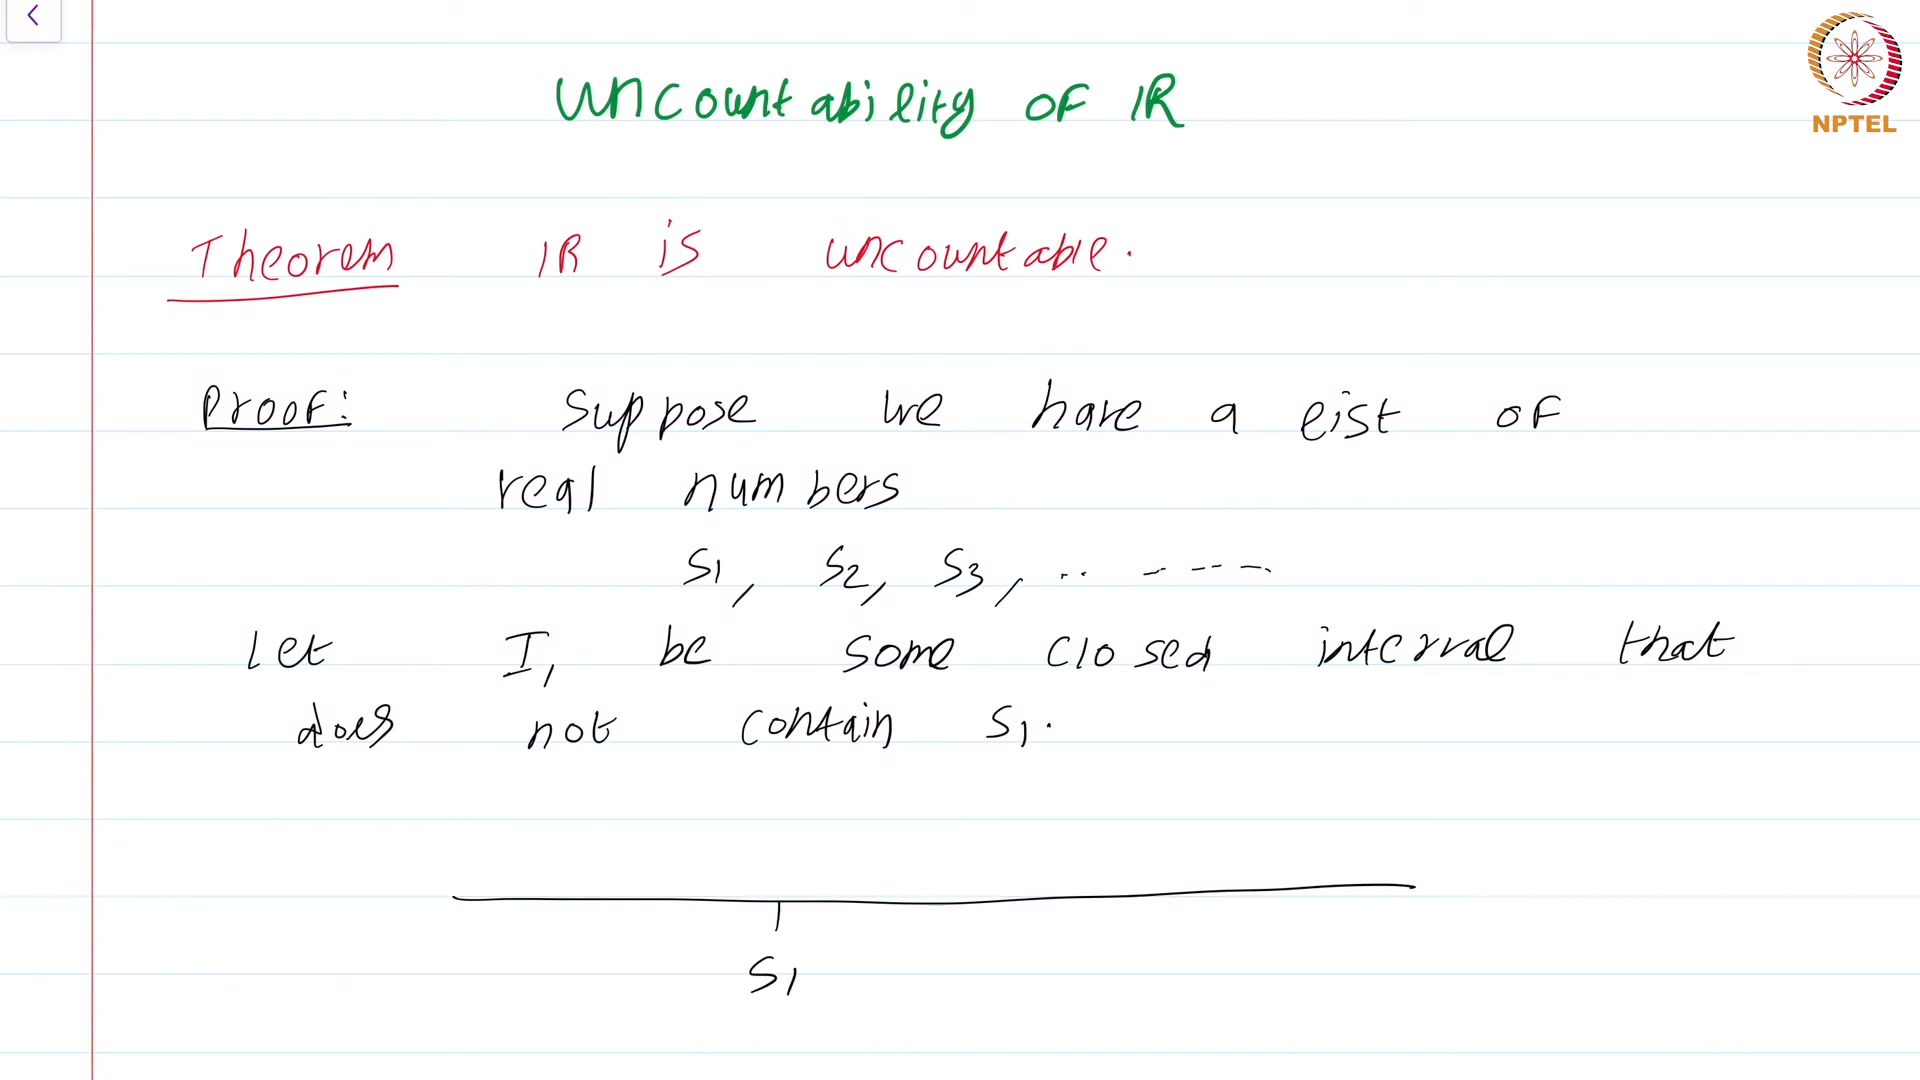 NPTEL
Uncountability of IR
Theorem IR is uncountable.
Proof: Suppose we have a list of
real numbers
S1, S2, S3, .. - ----
Let I1 be some closed interval that
does not contain S1.
S1